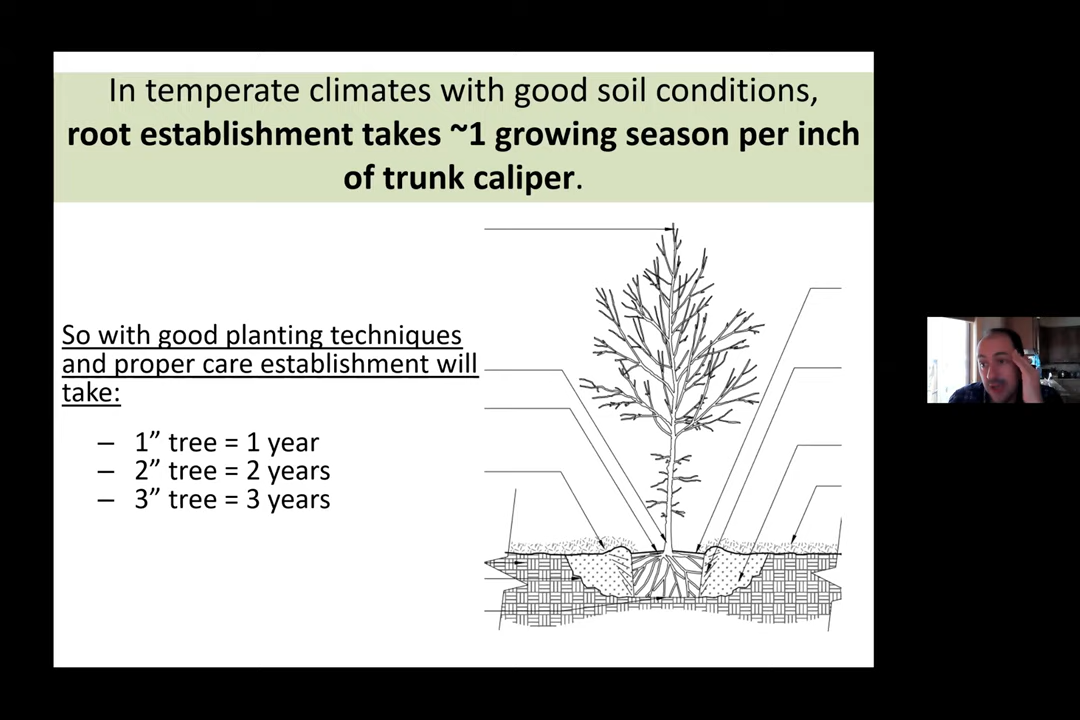 In temperate climates with good soil conditions,
root establishment takes ~1 growing season per inch
of trunk caliper.
So with good planting techniques
and proper care establishment will
take:
– 1” tree = 1 year
– 2” tree = 2 years
– 3” tree = 3 years